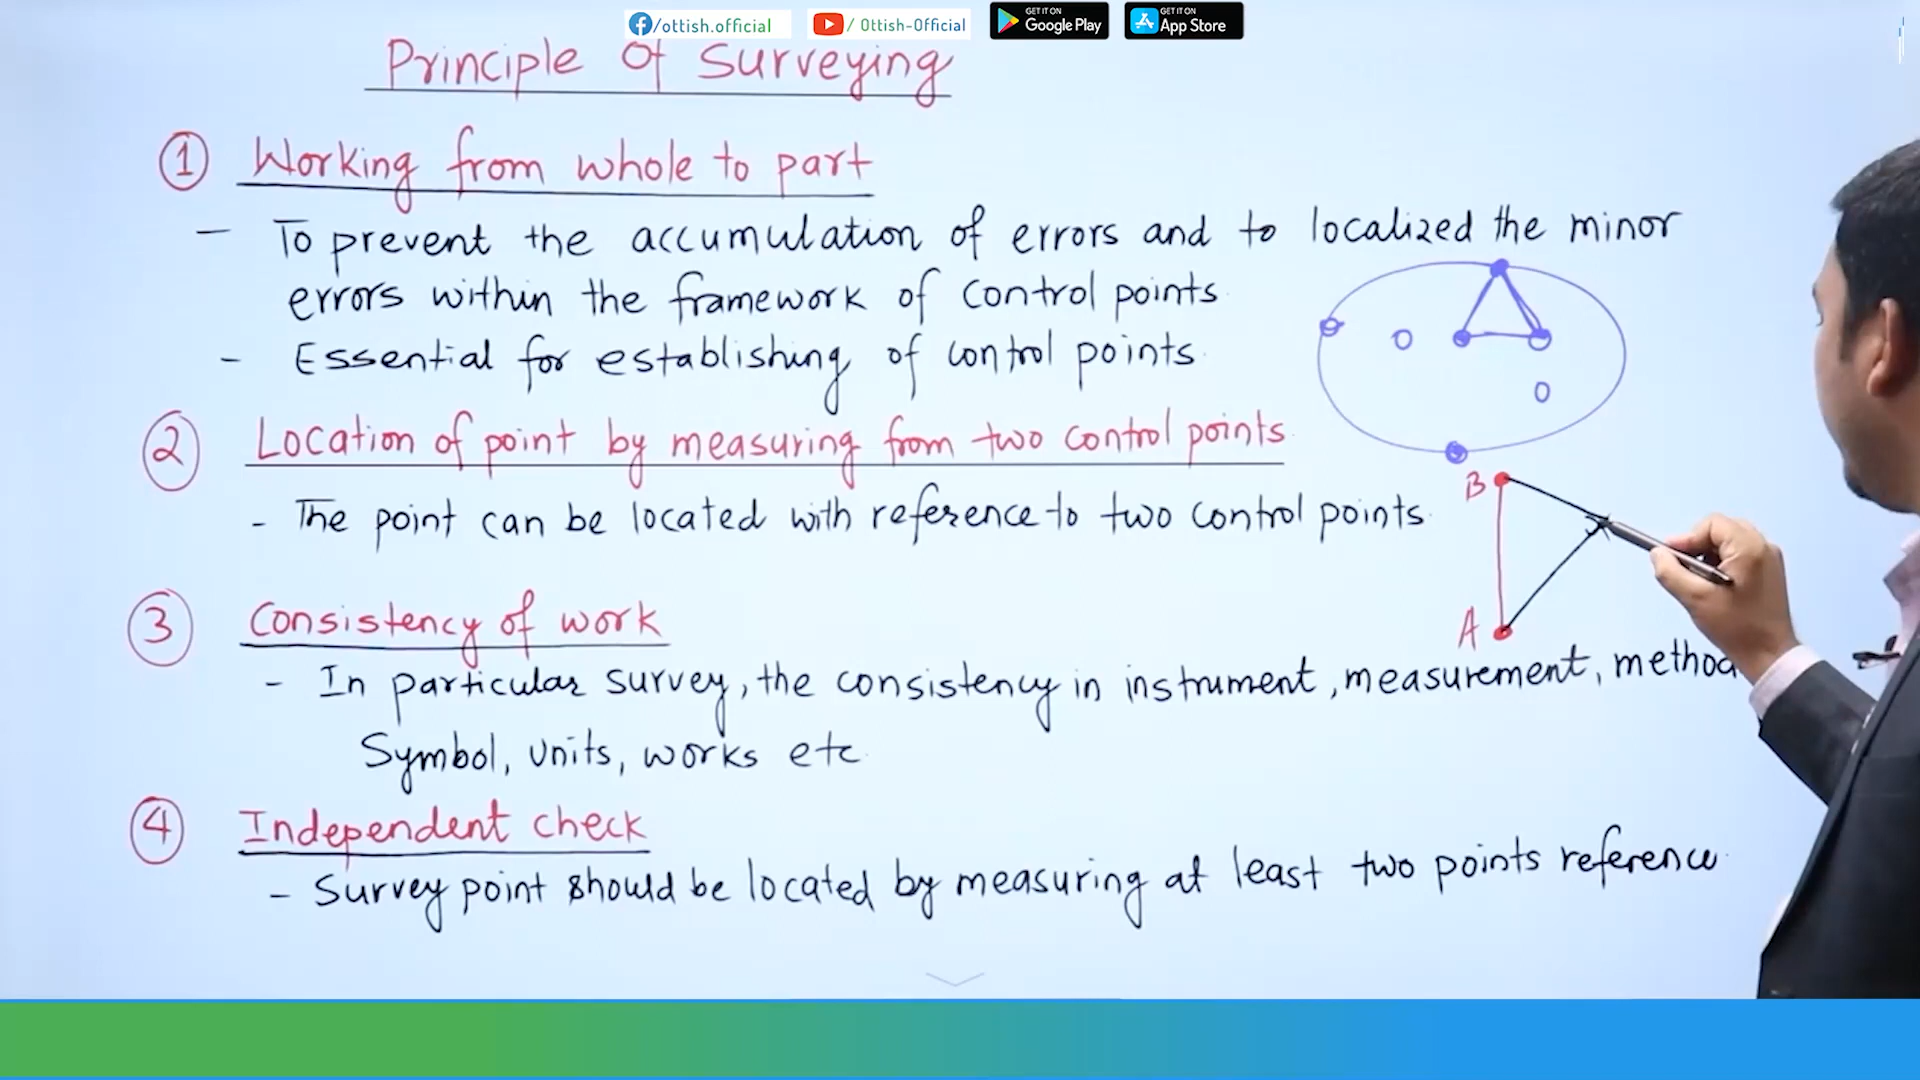 /ottish.official
/ Ottish-Official
GET IT ON
Google Play
GET IT ON
App Store
Principle of Surveying
1 Working from whole to part
- To prevent the accumulation of errors and to localized the minor
errors within the framework of control points
- Essential for establishing of control points
2 Location of point by measuring from two control points
- The point can be located with reference to two control points.
B
A
3 Consistency of work
- In particular survey, the consistency in instrument, measurement, method
Symbol, units, works etc
4 Independent check
- Survey point should be located by measuring at least two points reference